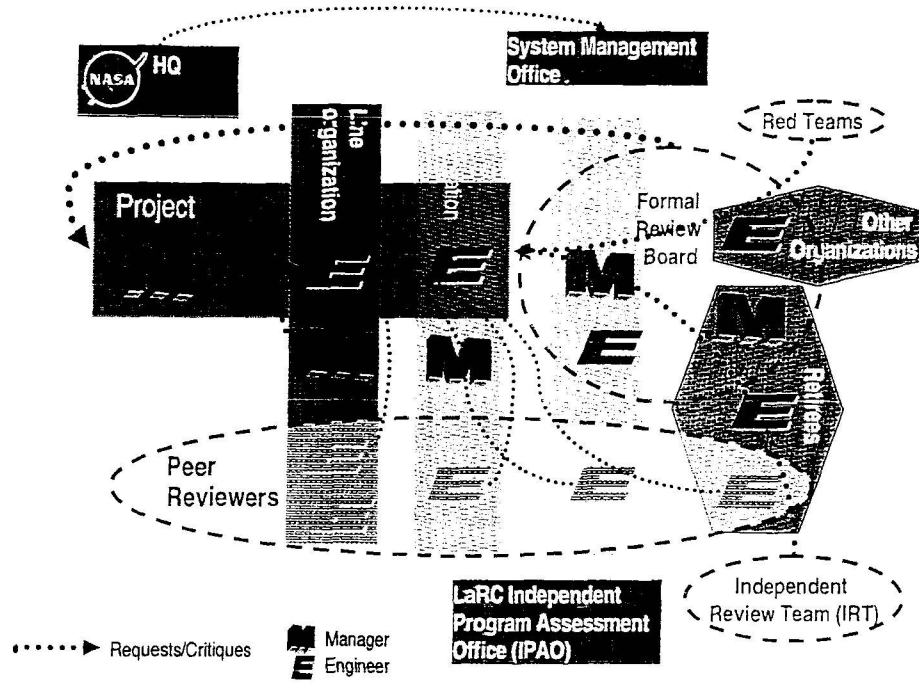 NASA
HQ
System Management
Office
Line
organization
Red Teams
Project
Formal
Review
Board
Other
Organizations
E
E
E
M
M
M
E
E
Retirees
Peer
Reviewers
E
E
E
LaRC Independent
Program Assessment
Office (IPAO)
Independent
Review Team (IRT)
Requests/Critiques
M Manager
E Engineer